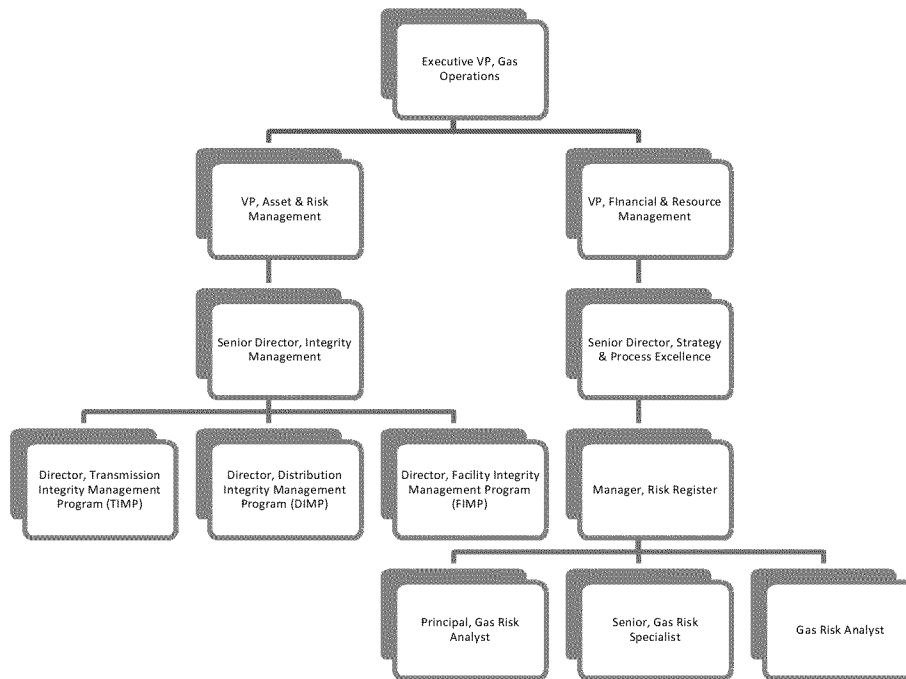 Executive VP, Gas
Operations
VP, Asset & Risk
Management
VP, FInancial & Resource
Management
Senior Director, Integrity
Management
Senior Director, Strategy
& Process Excellence
Director, Transmission
Integrity Management
Program (TIMP)
Director, Distribution
Integrity Management
Program (DIMP)
Director, Facility Integrity
Management Program
(FIMP)
Manager, Risk Register
Principal, Gas Risk
Analyst
Senior, Gas Risk
Specialist
Gas Risk Analyst